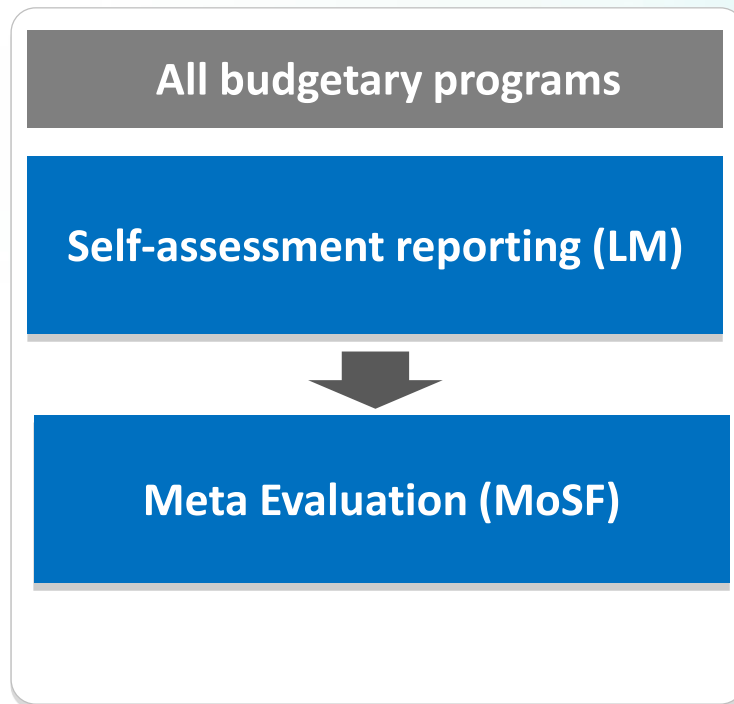 All budgetary programs
Self-assessment reporting (LM)
Meta Evaluation (MoSF)